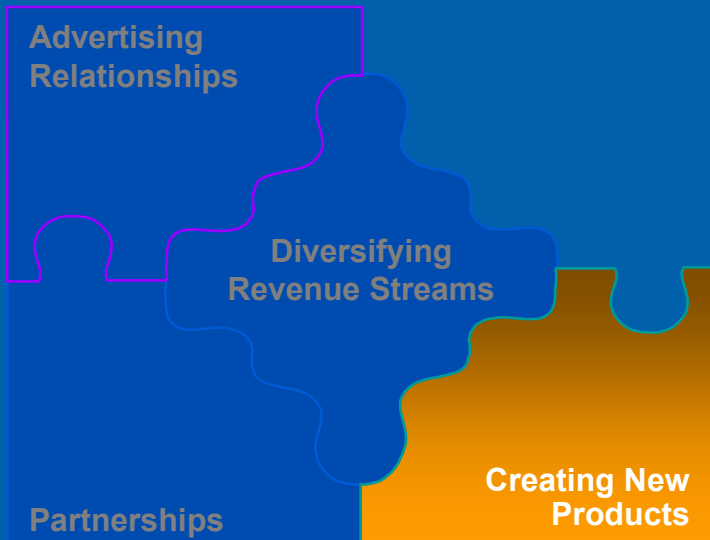 Advertising
Relationships
Diversifying
Revenue Streams
Creating New
Products
Partnerships